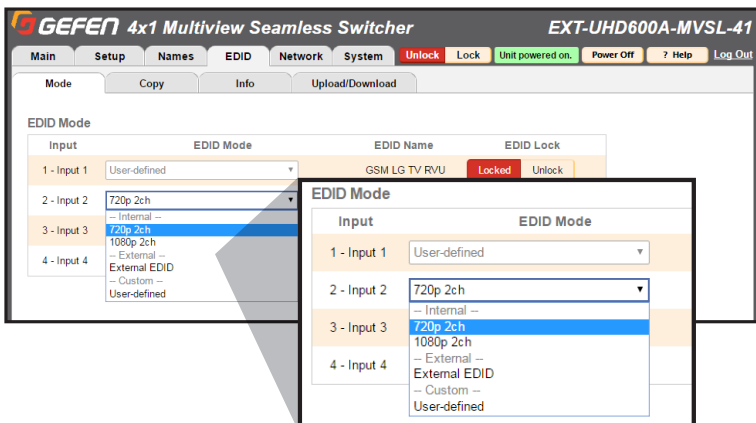 GEFEN 4x1 Multiview Seamless Switcher EXT-UHD600A-MVSL-41
Main Setup Names EDID Network System Unlock Lock Unit powered on. Power Off ? Help Log Out
Mode Copy Info Upload/Download
EDID Mode
Input EDID Mode EDID Name EDID Lock
1 - Input 1 User-defined GSM LG TV RVU Locked Unlock
2 - Input 2 720p 2ch
-- Internal --
3 - Input 3 720p 2ch
1080p 2ch
-- External --
4 - Input 4 External EDID
-- Custom --
User-defined
EDID Mode
Input EDID Mode
1 - Input 1 User-defined
2 - Input 2 720p 2ch
-- Internal --
3 - Input 3 720p 2ch
1080p 2ch
-- External --
4 - Input 4 External EDID
-- Custom --
User-defined